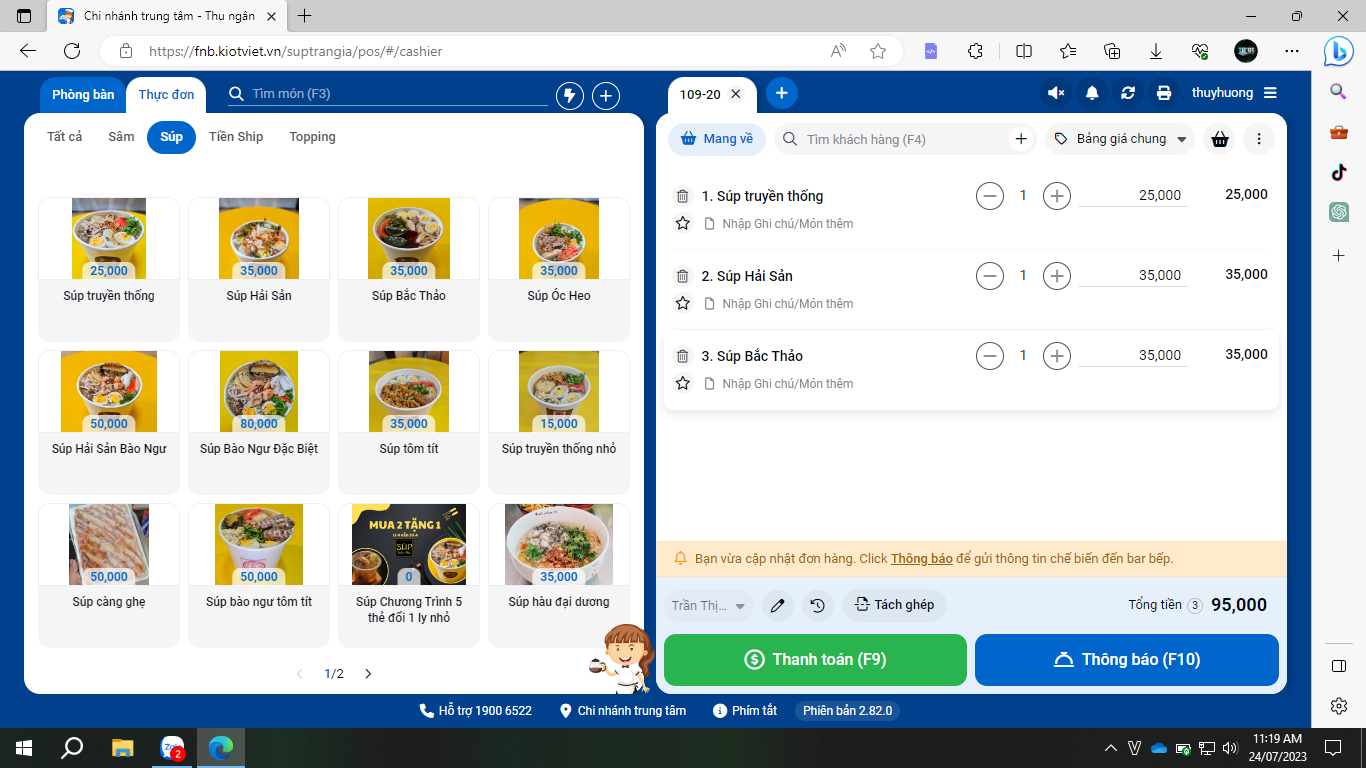 Chi nhánh trung tâm - Thu ngân
https://fnb.kiotviet.vn/suptrangia/pos/#/cashier
Phòng bàn
Thực đơn
Tìm món (F3)
109-20
thuyhuong
Tất cả
Sâm
Súp
Tiền Ship
Topping
Mang về
Tìm khách hàng (F4)
Bảng giá chung
25,000
35,000
35,000
35,000
Súp truyền thống
Súp Hải Sản
Súp Bắc Thảo
Súp Óc Heo
50,000
80,000
35,000
15,000
Súp Hải Sản Bào Ngư
Súp Bào Ngư Đặc Biệt
Súp tôm tít
Súp truyền thống nhỏ
MUA 2 TẶNG 1
SÚP
50,000
50,000
0
35,000
Súp càng ghẹ
Súp bào ngư tôm tít
Súp Chương Trình 5
thẻ đổi 1 ly nhỏ
Súp hàu đại dương
1/2
1. Súp truyền thống
1
25,000
25,000
Nhập Ghi chú/Món thêm
2. Súp Hải Sản
1
35,000
35,000
Nhập Ghi chú/Món thêm
3. Súp Bắc Thảo
1
35,000
35,000
Nhập Ghi chú/Món thêm
Bạn vừa cập nhật đơn hàng. Click Thông báo để gửi thông tin chế biến đến bar bếp.
Trần Thị...
Tách ghép
Tổng tiền 3 95,000
Thanh toán (F9)
Thông báo (F10)
Hỗ trợ 1900 6522
Chi nhánh trung tâm
Phím tắt
Phiên bản 2.82.0
Zalo
2
11:19 AM
24/07/2023